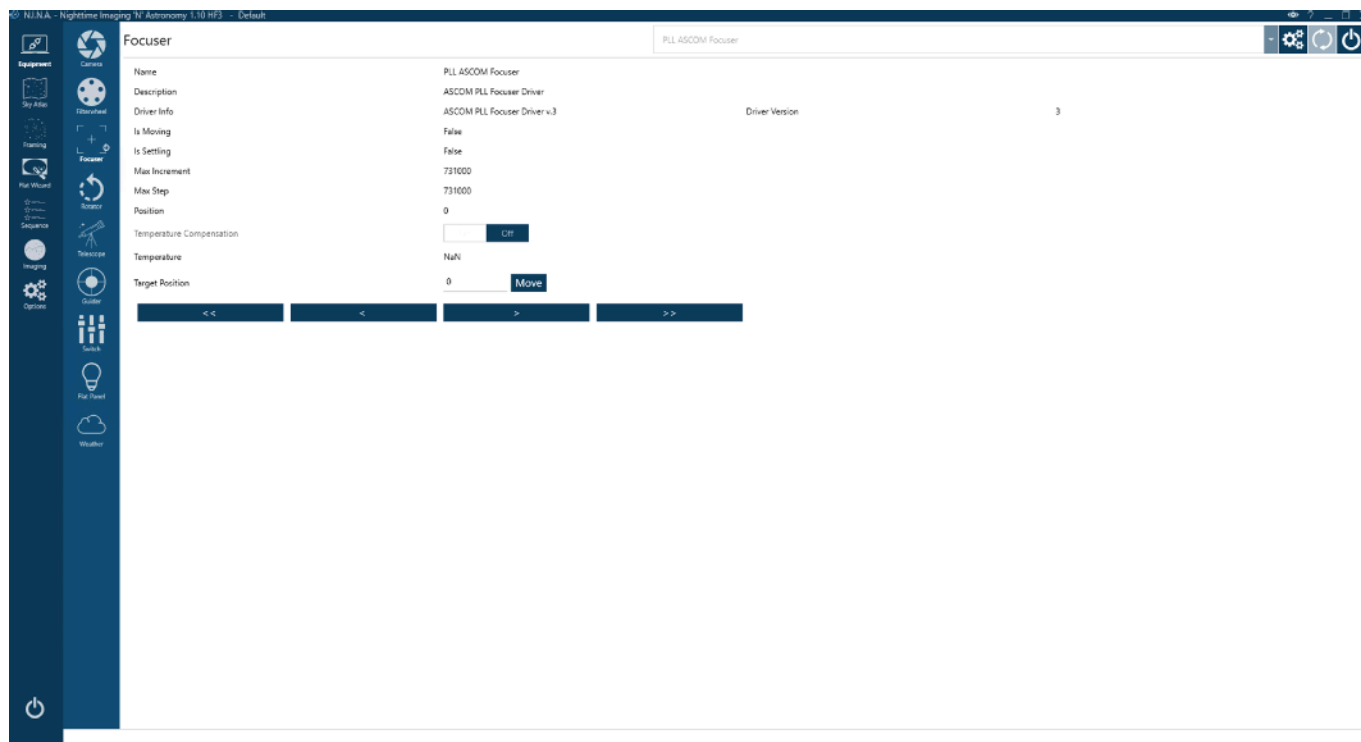 N.I.N.A. - Nighttime Imaging 'N' Astronomy 1.10 HF3 - Default
?
Equipment
Sky Atlas
Framing
Flat Wizard
Sequence
Imaging
Options
Camera
Filterwheel
Focuser
Rotator
Telescope
Guider
Switch
Flat Panel
Weather
Focuser PLL ASCOM Focuser
Name PLL ASCOM Focuser
Description ASCOM PLL Focuser Driver
Driver Info ASCOM PLL Focuser Driver v.3 Driver Version 3
Is Moving False
Is Settling False
Max Increment 731000
Max Step 731000
Position 0
Temperature Compensation Off
Temperature NaN
Target Position 0 Move
<< < > >>